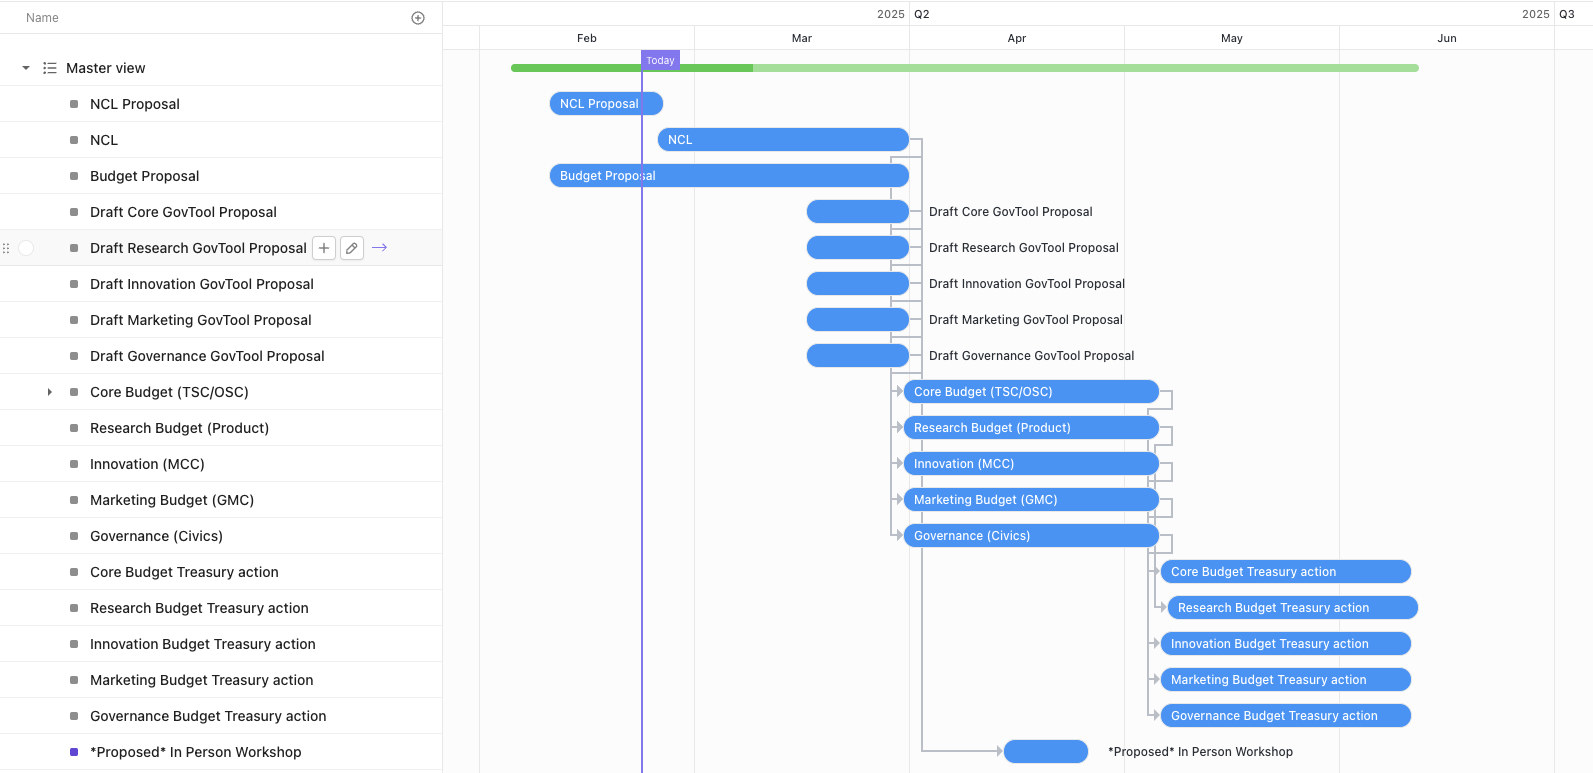 Name
2025 Q2
2025 Q3
Feb
Mar
Apr
May
Jun
Today
Master view
NCL Proposal
NCL Proposal
NCL
NCL
Budget Proposal
Budget Proposal
Draft Core GovTool Proposal
Draft Core GovTool Proposal
Draft Research GovTool Proposal
Draft Research GovTool Proposal
Draft Innovation GovTool Proposal
Draft Innovation GovTool Proposal
Draft Marketing GovTool Proposal
Draft Marketing GovTool Proposal
Draft Governance GovTool Proposal
Draft Governance GovTool Proposal
Core Budget (TSC/OSC)
Core Budget (TSC/OSC)
Research Budget (Product)
Research Budget (Product)
Innovation (MCC)
Innovation (MCC)
Marketing Budget (GMC)
Marketing Budget (GMC)
Governance (Civics)
Governance (Civics)
Core Budget Treasury action
Core Budget Treasury action
Research Budget Treasury action
Research Budget Treasury action
Innovation Budget Treasury action
Innovation Budget Treasury action
Marketing Budget Treasury action
Marketing Budget Treasury action
Governance Budget Treasury action
Governance Budget Treasury action
*Proposed* In Person Workshop
*Proposed* In Person Workshop